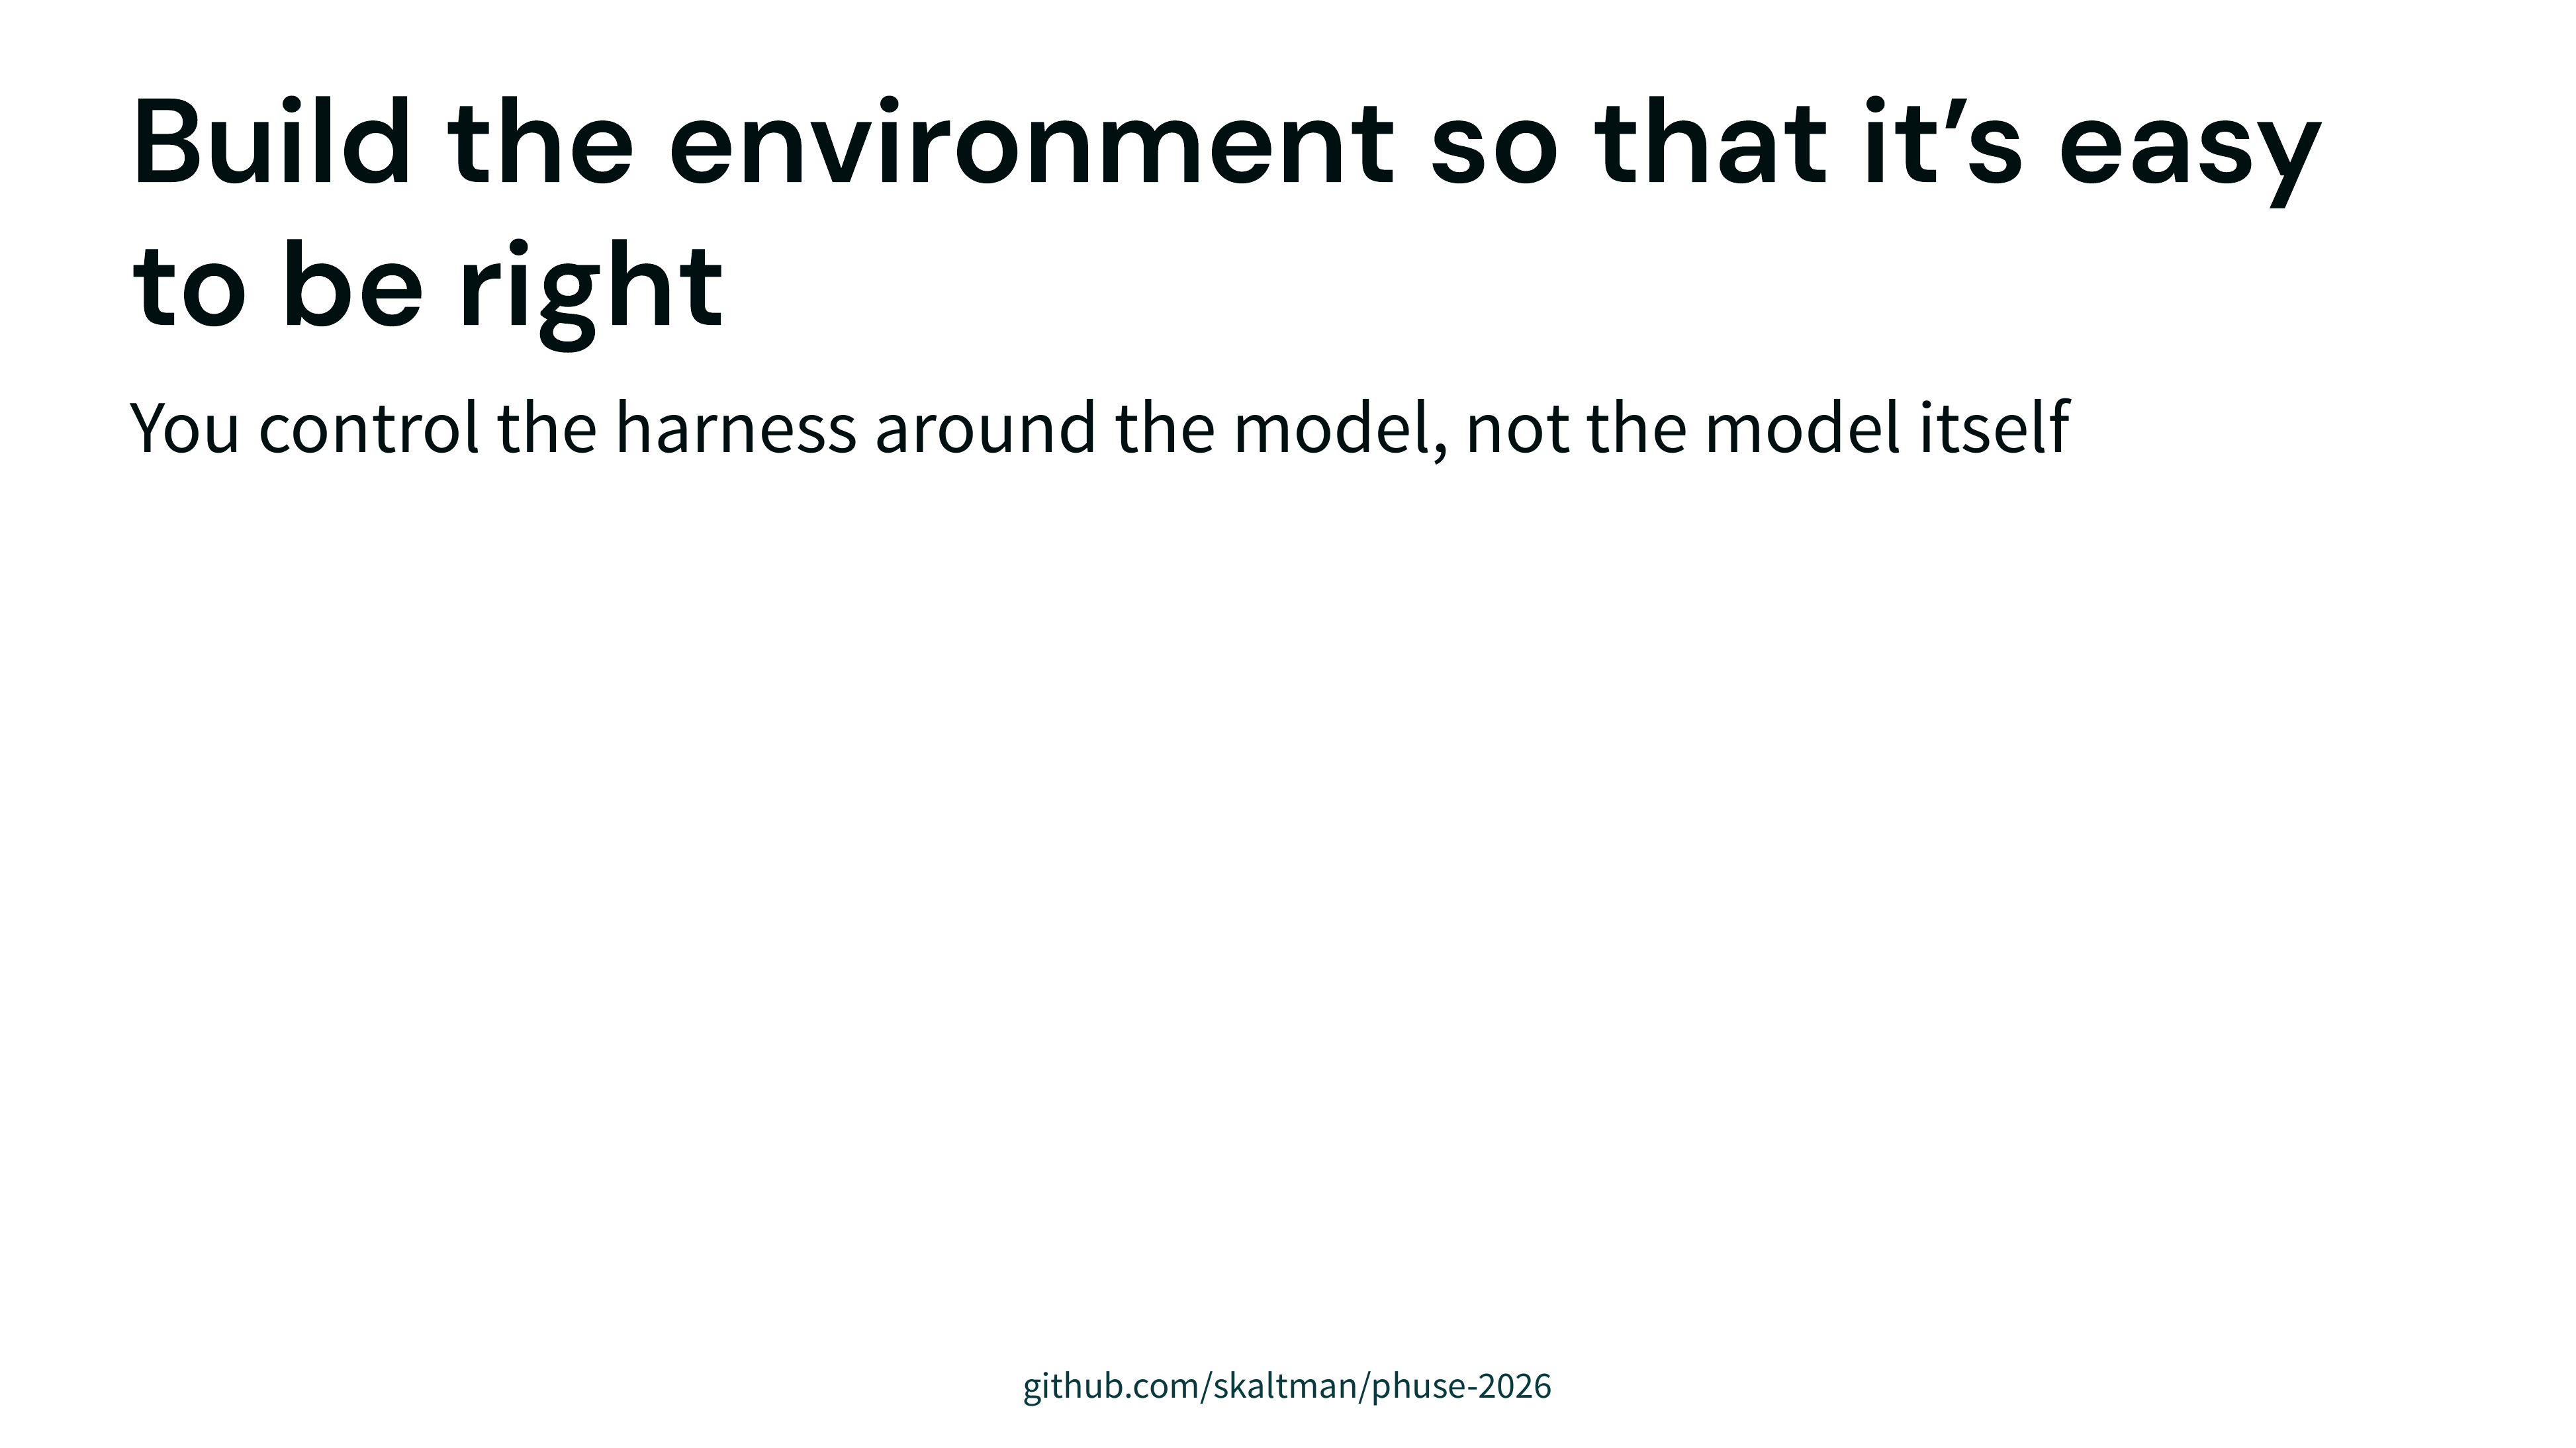 Build the environment so that it’s easy
to be right
You control the harness around the model, not the model itself
github.com/skaltman/phuse-2026